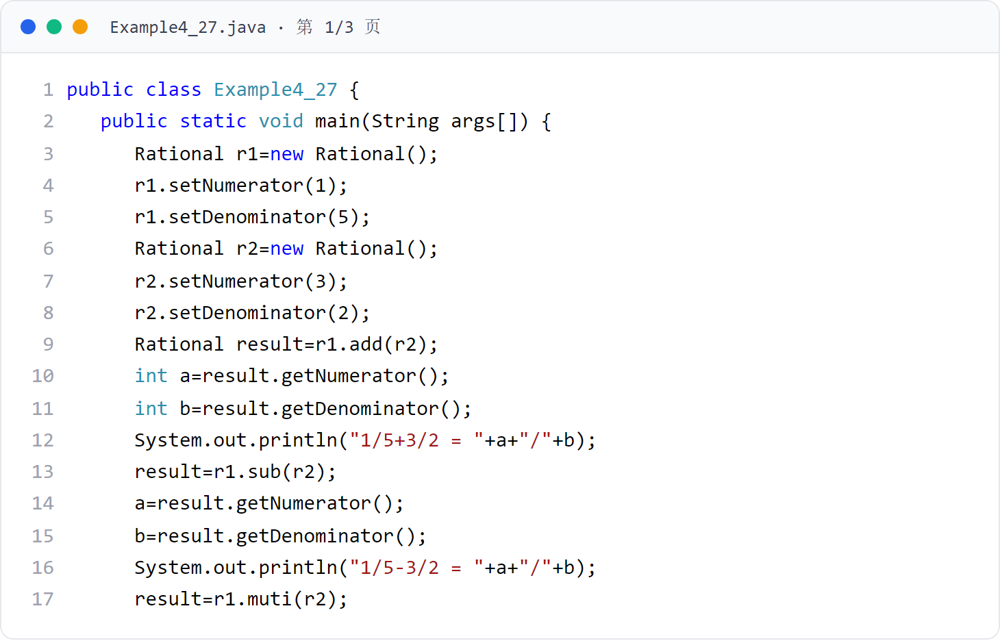 Example4_27.java · 第 1/3 页
1 public class Example4_27 {
2 public static void main(String args[]) {
3 Rational r1=new Rational();
4 r1.setNumerator(1);
5 r1.setDenominator(5);
6 Rational r2=new Rational();
7 r2.setNumerator(3);
8 r2.setDenominator(2);
9 Rational result=r1.add(r2);
10 int a=result.getNumerator();
11 int b=result.getDenominator();
12 System.out.println("1/5+3/2 = "+a+"/"+b);
13 result=r1.sub(r2);
14 a=result.getNumerator();
15 b=result.getDenominator();
16 System.out.println("1/5-3/2 = "+a+"/"+b);
17 result=r1.muti(r2);